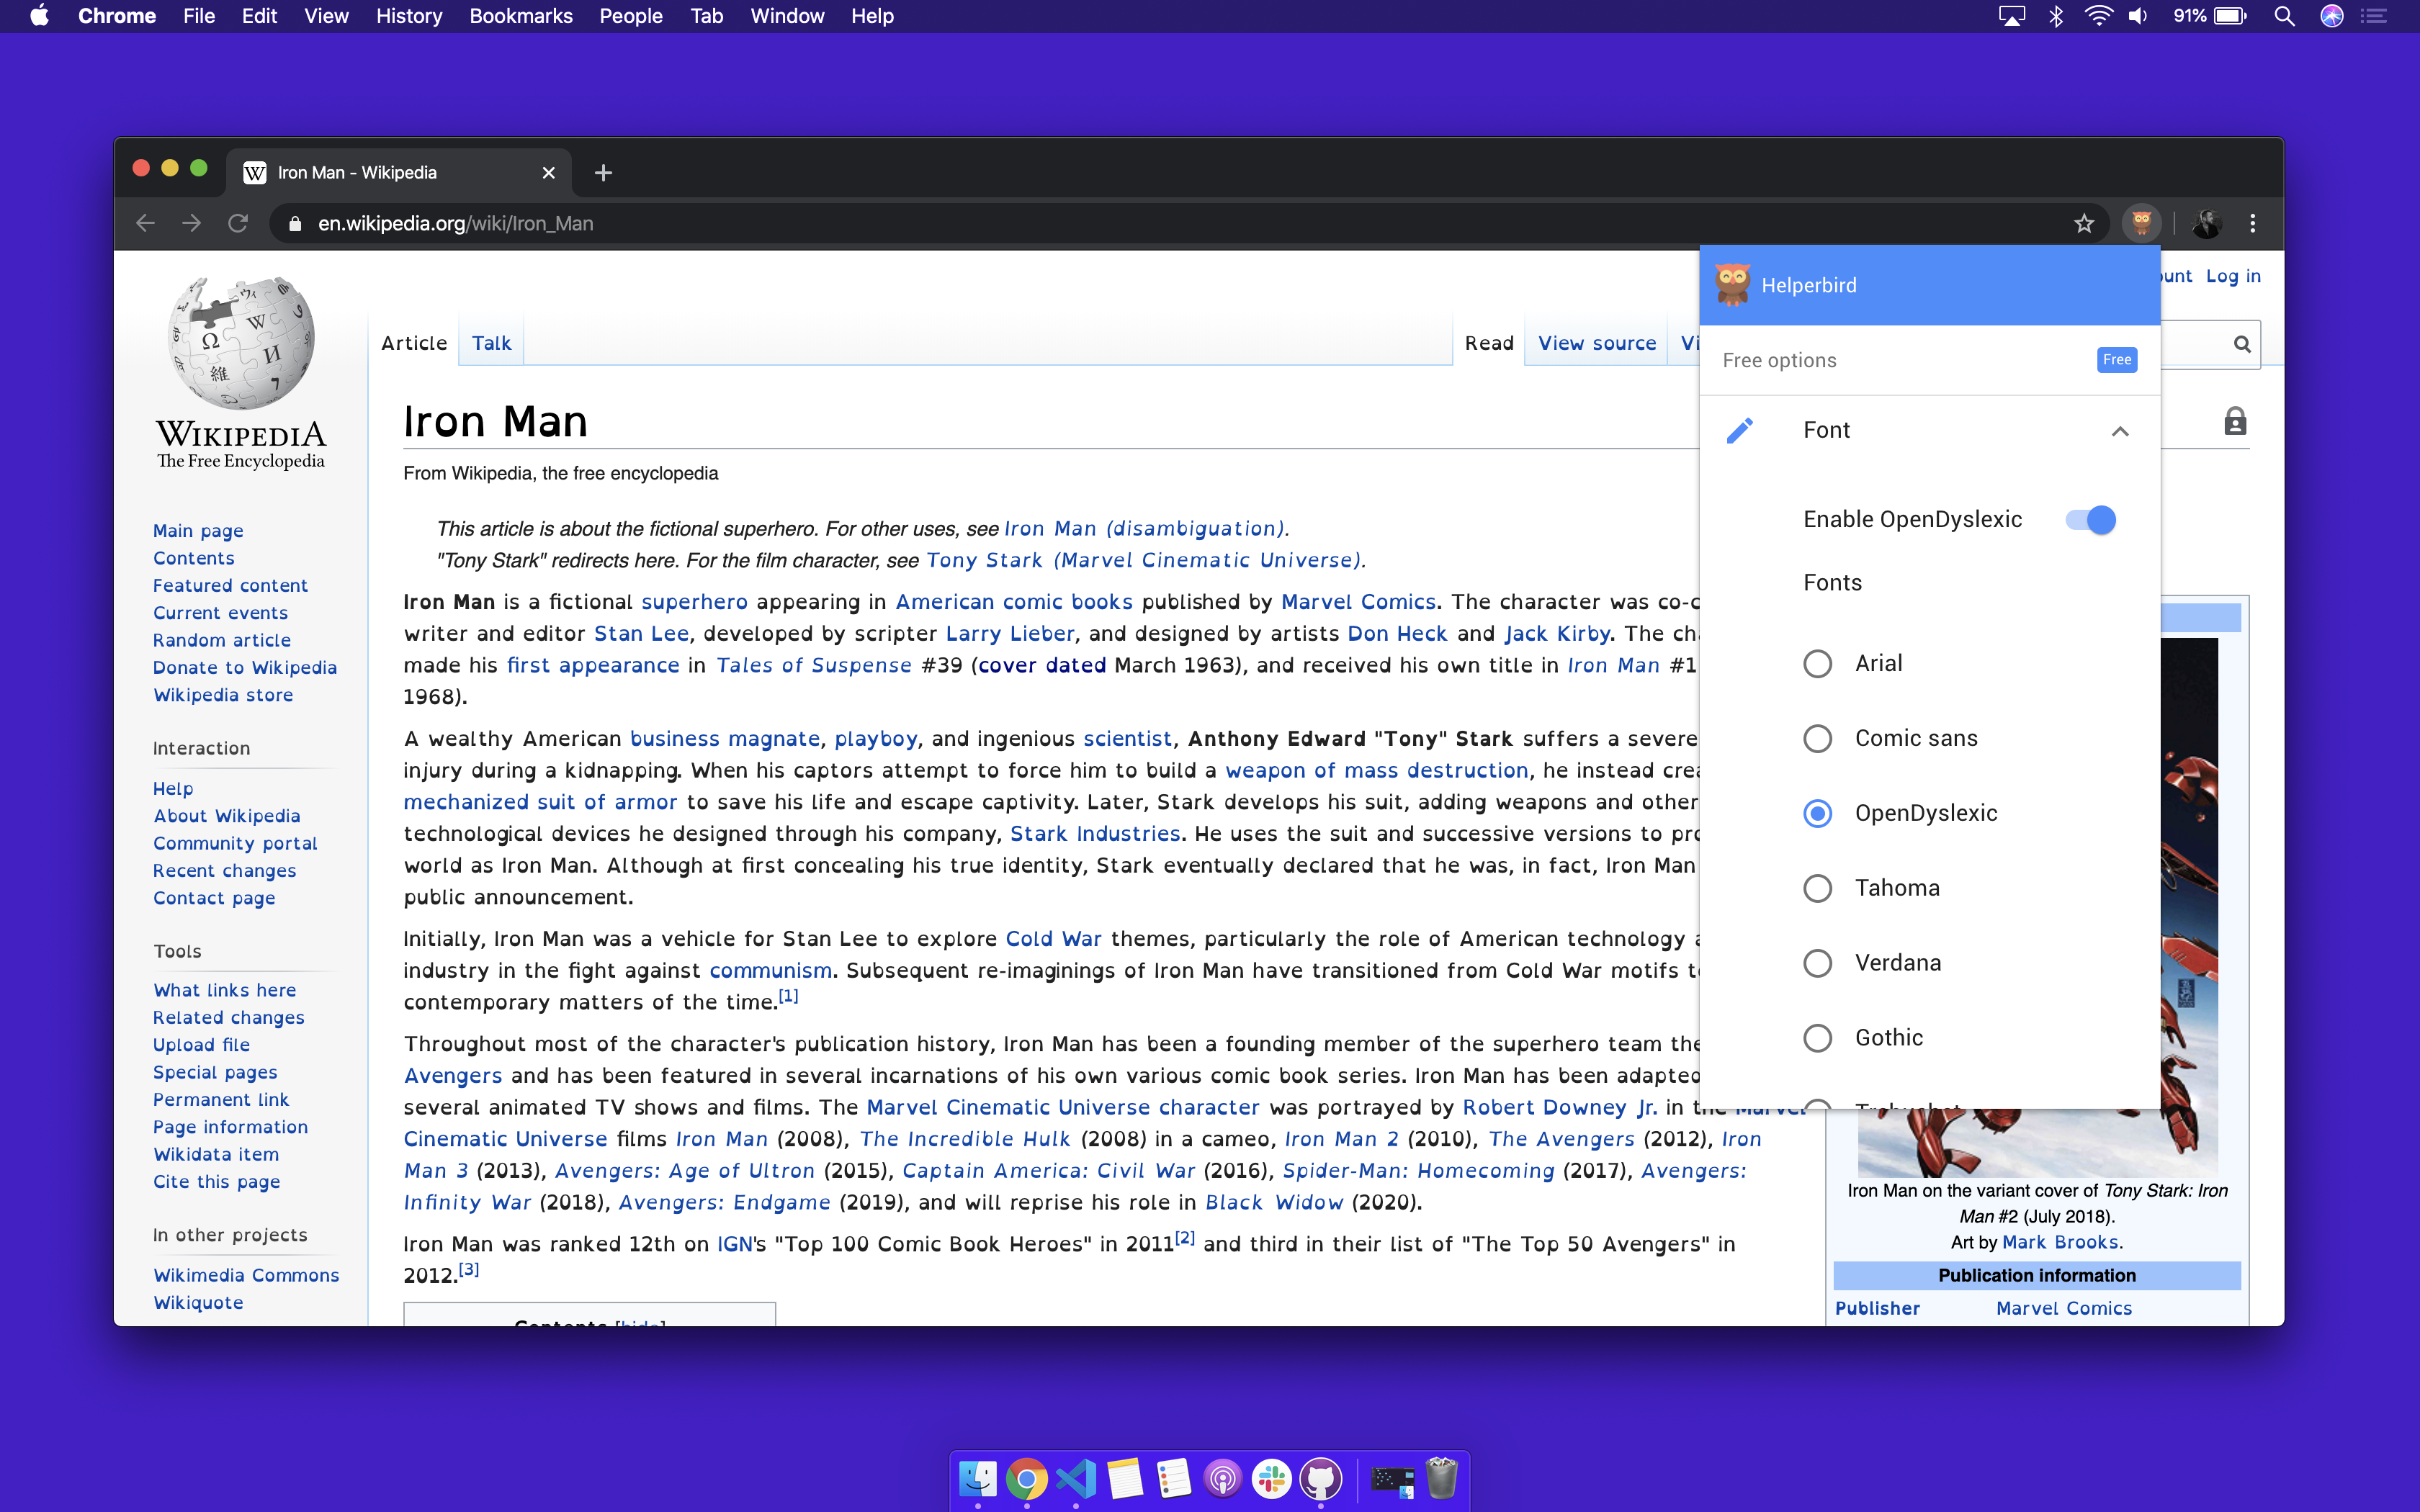 Chrome File Edit View History Bookmarks People Tab Window Help
91%
Iron Man - Wikipedia
en.wikipedia.org/wiki/Iron_Man
Helperbird
Free options Free
Font
Enable OpenDyslexic
Fonts
Arial
Comic sans
OpenDyslexic
Tahoma
Verdana
Gothic
Log in
WIKIPEDIA
The Free Encyclopedia
Main page
Contents
Featured content
Current events
Random article
Donate to Wikipedia
Wikipedia store
Interaction
Help
About Wikipedia
Community portal
Recent changes
Contact page
Tools
What links here
Related changes
Upload file
Special pages
Permanent link
Page information
Wikidata item
Cite this page
In other projects
Wikimedia Commons
Wikiquote
Article Talk Read View source
Iron Man
From Wikipedia, the free encyclopedia
This article is about the fictional superhero. For other uses, see Iron Man (disambiguation).
"Tony Stark" redirects here. For the film character, see Tony Stark (Marvel Cinematic Universe).
Iron Man is a fictional superhero appearing in American comic books published by Marvel Comics. The character was
writer and editor Stan Lee, developed by scripter Larry Lieber, and designed by artists Don Heck and Jack Kirby. The
made his first appearance in Tales of Suspense #39 (cover dated March 1963), and received his own title in Iron Man #1
1968).
A wealthy American business magnate, playboy, and ingenious scientist, Anthony Edward "Tony" Stark suffers a severe
injury during a kidnapping. When his captors attempt to force him to build a weapon of mass destruction, he instead
mechanized suit of armor to save his life and escape captivity. Later, Stark develops his suit, adding weapons and other
technological devices he designed through his company, Stark Industries. He uses the suit and successive versions to
world as Iron Man. Although at first concealing his true identity, Stark eventually declared that he was, in fact, Iron Man
public announcement.
Initially, Iron Man was a vehicle for Stan Lee to explore Cold War themes, particularly the role of American technology
industry in the fight against communism. Subsequent re-imaginings of Iron Man have transitioned from Cold War motifs
contemporary matters of the time.[1]
Throughout most of the character's publication history, Iron Man has been a founding member of the superhero team the
Avengers and has been featured in several incarnations of his own various comic book series. Iron Man has been adapted
several animated TV shows and films. The Marvel Cinematic Universe character was portrayed by Robert Downey Jr. in the Marvel
Cinematic Universe films Iron Man (2008), The Incredible Hulk (2008) in a cameo, Iron Man 2 (2010), The Avengers (2012), Iron
Man 3 (2013), Avengers: Age of Ultron (2015), Captain America: Civil War (2016), Spider-Man: Homecoming (2017), Avengers:
Infinity War (2018), Avengers: Endgame (2019), and will reprise his role in Black Widow (2020).
Iron Man was ranked 12th on IGN's "Top 100 Comic Book Heroes" in 2011[2] and third in their list of "The Top 50 Avengers" in
2012.[3]
Contents [hide]
Iron Man on the variant cover of Tony Stark: Iron
Man #2 (July 2018).
Art by Mark Brooks.
Publication information
Publisher Marvel Comics